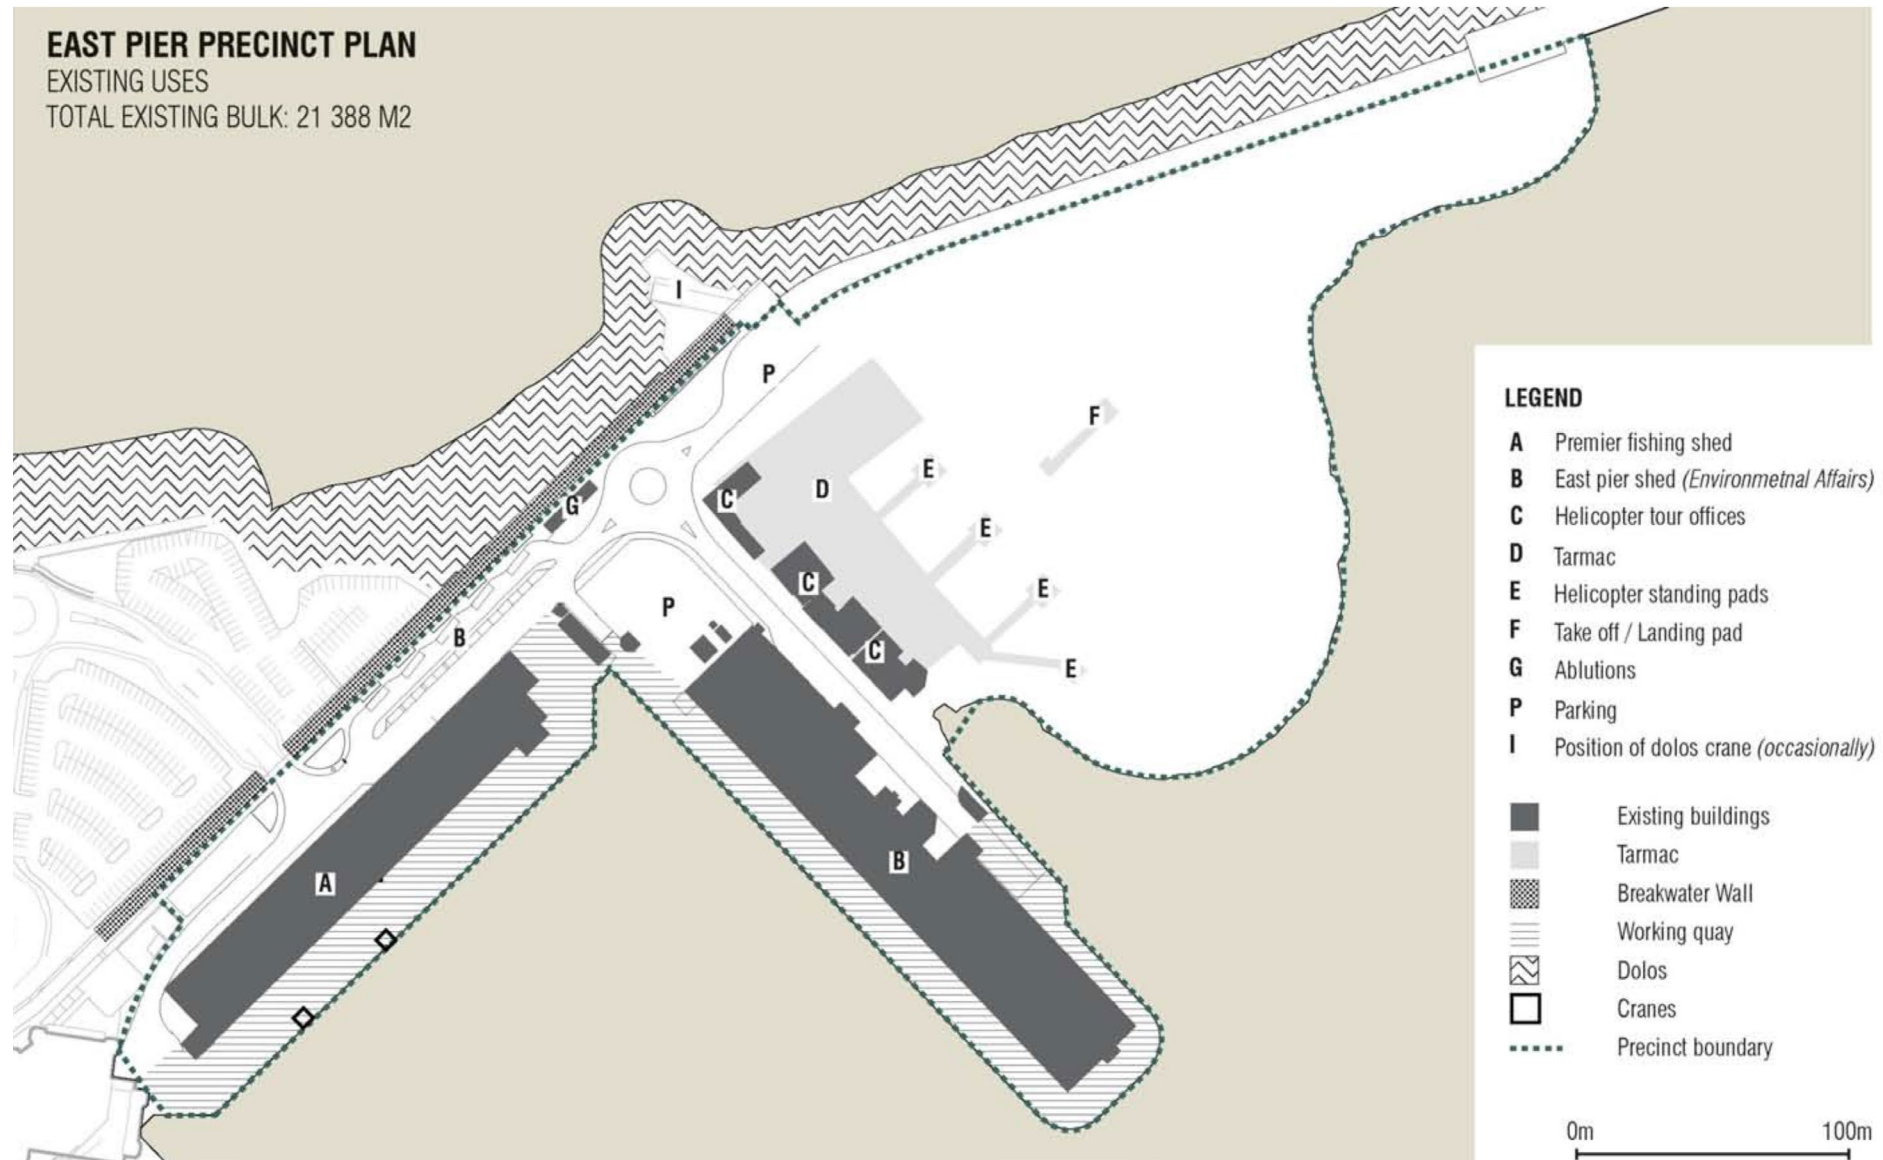 EAST PIER PRECINCT PLAN
EXISTING USES
TOTAL EXISTING BULK: 21 388 M2
I
P
F
E
D
C
G
E
C
E
P
B
C
E
B
A
LEGEND
A Premier fishing shed
B East pier shed (Environmetnal Affairs)
C Helicopter tour offices
D Tarmac
E Helicopter standing pads
F Take off / Landing pad
G Ablutions
P Parking
I Position of dolos crane (occasionally)
Existing buildings
Tarmac
Breakwater Wall
Working quay
Dolos
Cranes
Precinct boundary
0m 100m